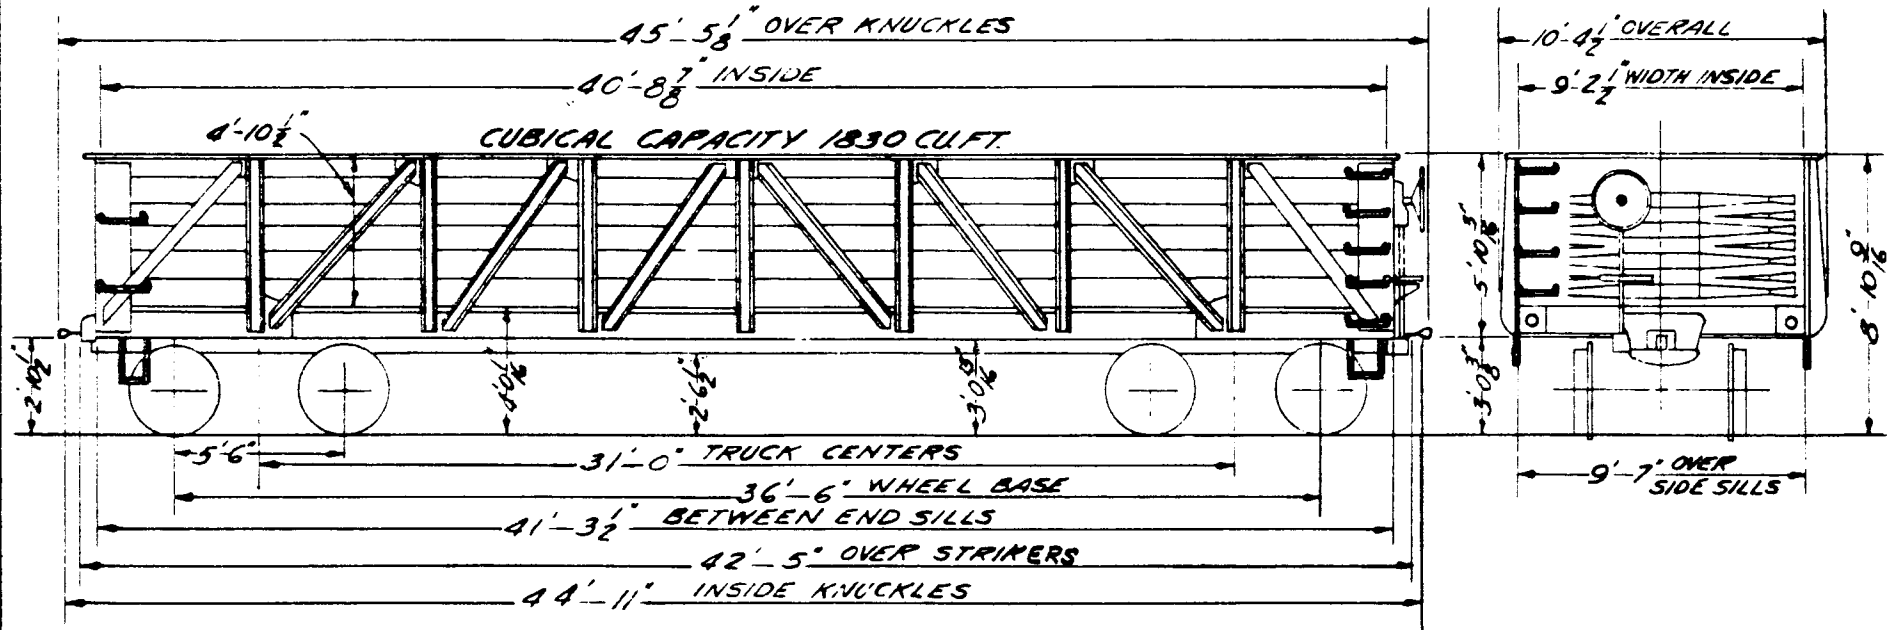 45'-5 1/8" OVER KNUCKLES
10'-4 1/2" OVERALL
40'-8 7/8" INSIDE
9'-2 1/2" WIDTH INSIDE
4'-10 1/2"
CUBICAL CAPACITY 1830 CU.FT.
5'-10 3/16"
8'-10 9/16"
2'-10 1/2"
4'-0 1/16"
2'-6 1/2"
3'-0 13/16"
3'-0 3/8"
5'-6"
31'-0" TRUCK CENTERS
9'-7" OVER
SIDE SILLS
36'-6" WHEEL BASE
41'-3 1/2" BETWEEN END SILLS
42'-5" OVER STRIKERS
44'-11" INSIDE KNUCKLES